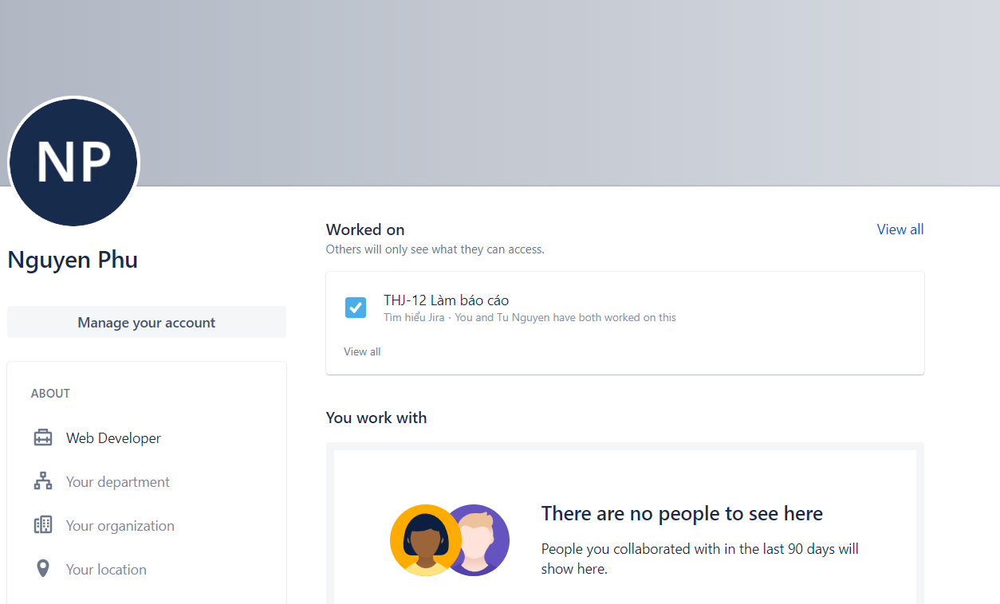 NP
Nguyen Phu
Manage your account
ABOUT
Web Developer
Your department
Your organization
Your location
Worked on
View all
Others will only see what they can access.
THJ-12 Làm báo cáo
Tìm hiểu Jira · You and Tu Nguyen have both worked on this
View all
You work with
There are no people to see here
People you collaborated with in the last 90 days will
show here.